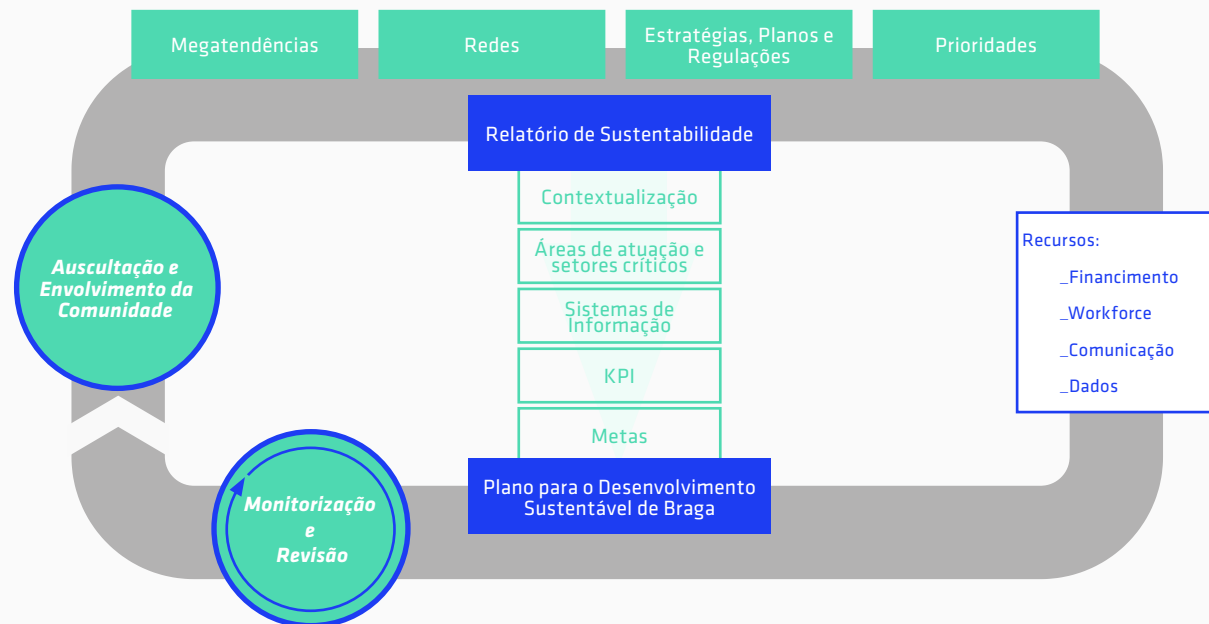 Megatendências
Redes
Estratégias, Planos e
Regulações
Prioridades
Relatório de Sustentabilidade
Contextualização
Áreas de atuação e
setores críticos
Sistemas de
Informação
KPI
Metas
Plano para o Desenvolvimento
Sustentável de Braga
Auscultação e
Envolvimento da
Comunidade
Monitorização
e
Revisão
Recursos:
_Financimento
_Workforce
_Comunicação
_Dados